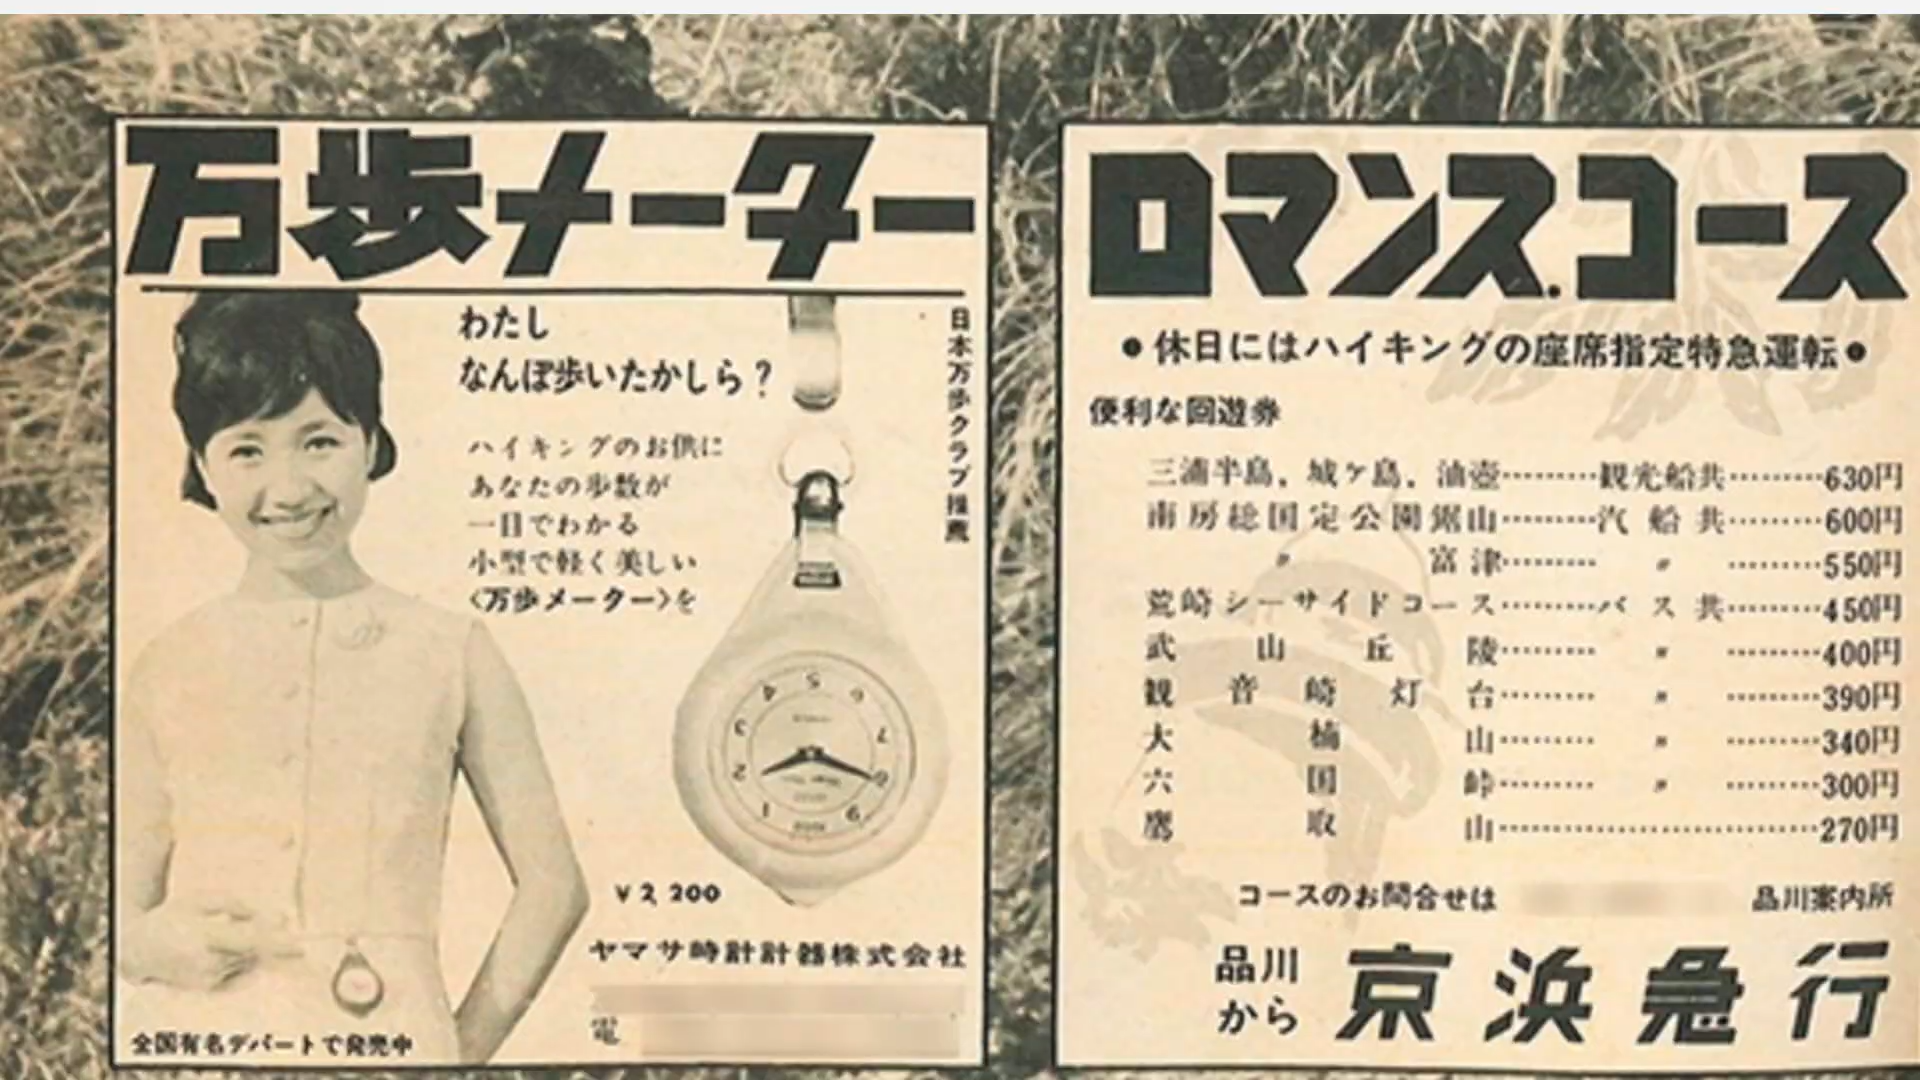 万歩メーター
わたし
なんぽ歩いたかしら?
ハイキングのお供に
あなたの歩数が
一目でわかる
小型で軽く美しい
〈万歩メーター〉を
日本万歩クラブ推薦
1 2 3 4 5 6 7 8 9
¥2,200
ヤマサ時計計器株式会社
電
全国有名デパートで発売中
ロマンスコース
●休日にはハイキングの座席指定特急運転●
便利な回遊券
三浦半島、城ヶ島、油壺………観光船共………630円
南房総国定公園鋸山………汽船共………600円
〃 富津………〃………550円
荒崎シーサイドコース………バス共………450円
武山丘陵………〃………400円
観音崎灯台………〃………390円
大楠山………〃………340円
六国峠………〃………300円
鷹取山……………………………270円
コースのお問合せは 品川案内所
品川から
京浜急行